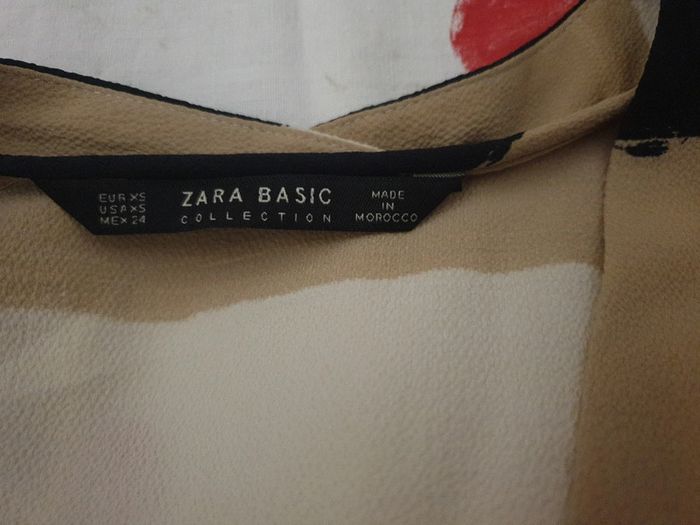 EUR XS
USA XS
MEX 24
ZARA BASIC
COLLECTION
MADE
IN
MOROCCO